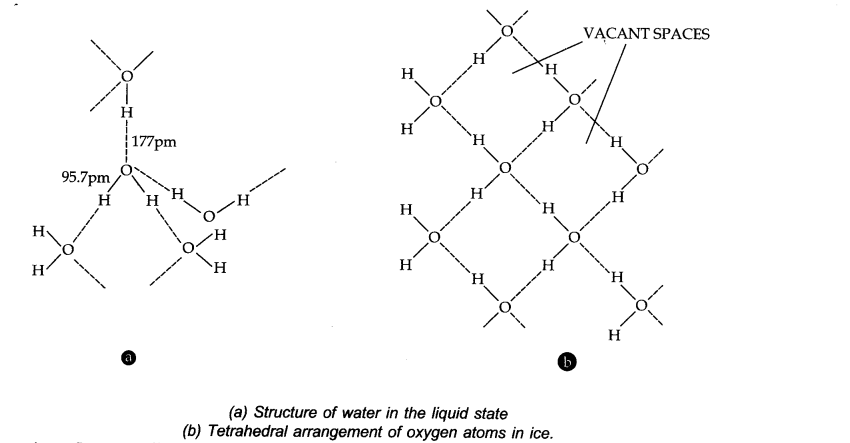 O
H
177pm
95.7pm O
H H H H
O
H H
O O
H H
a
O VACANT SPACES
H
H H
O O
H H
H H
O O
H H
H H
O O
H H
H H
O O
H
b
(a) Structure of water in the liquid state
(b) Tetrahedral arrangement of oxygen atoms in ice.